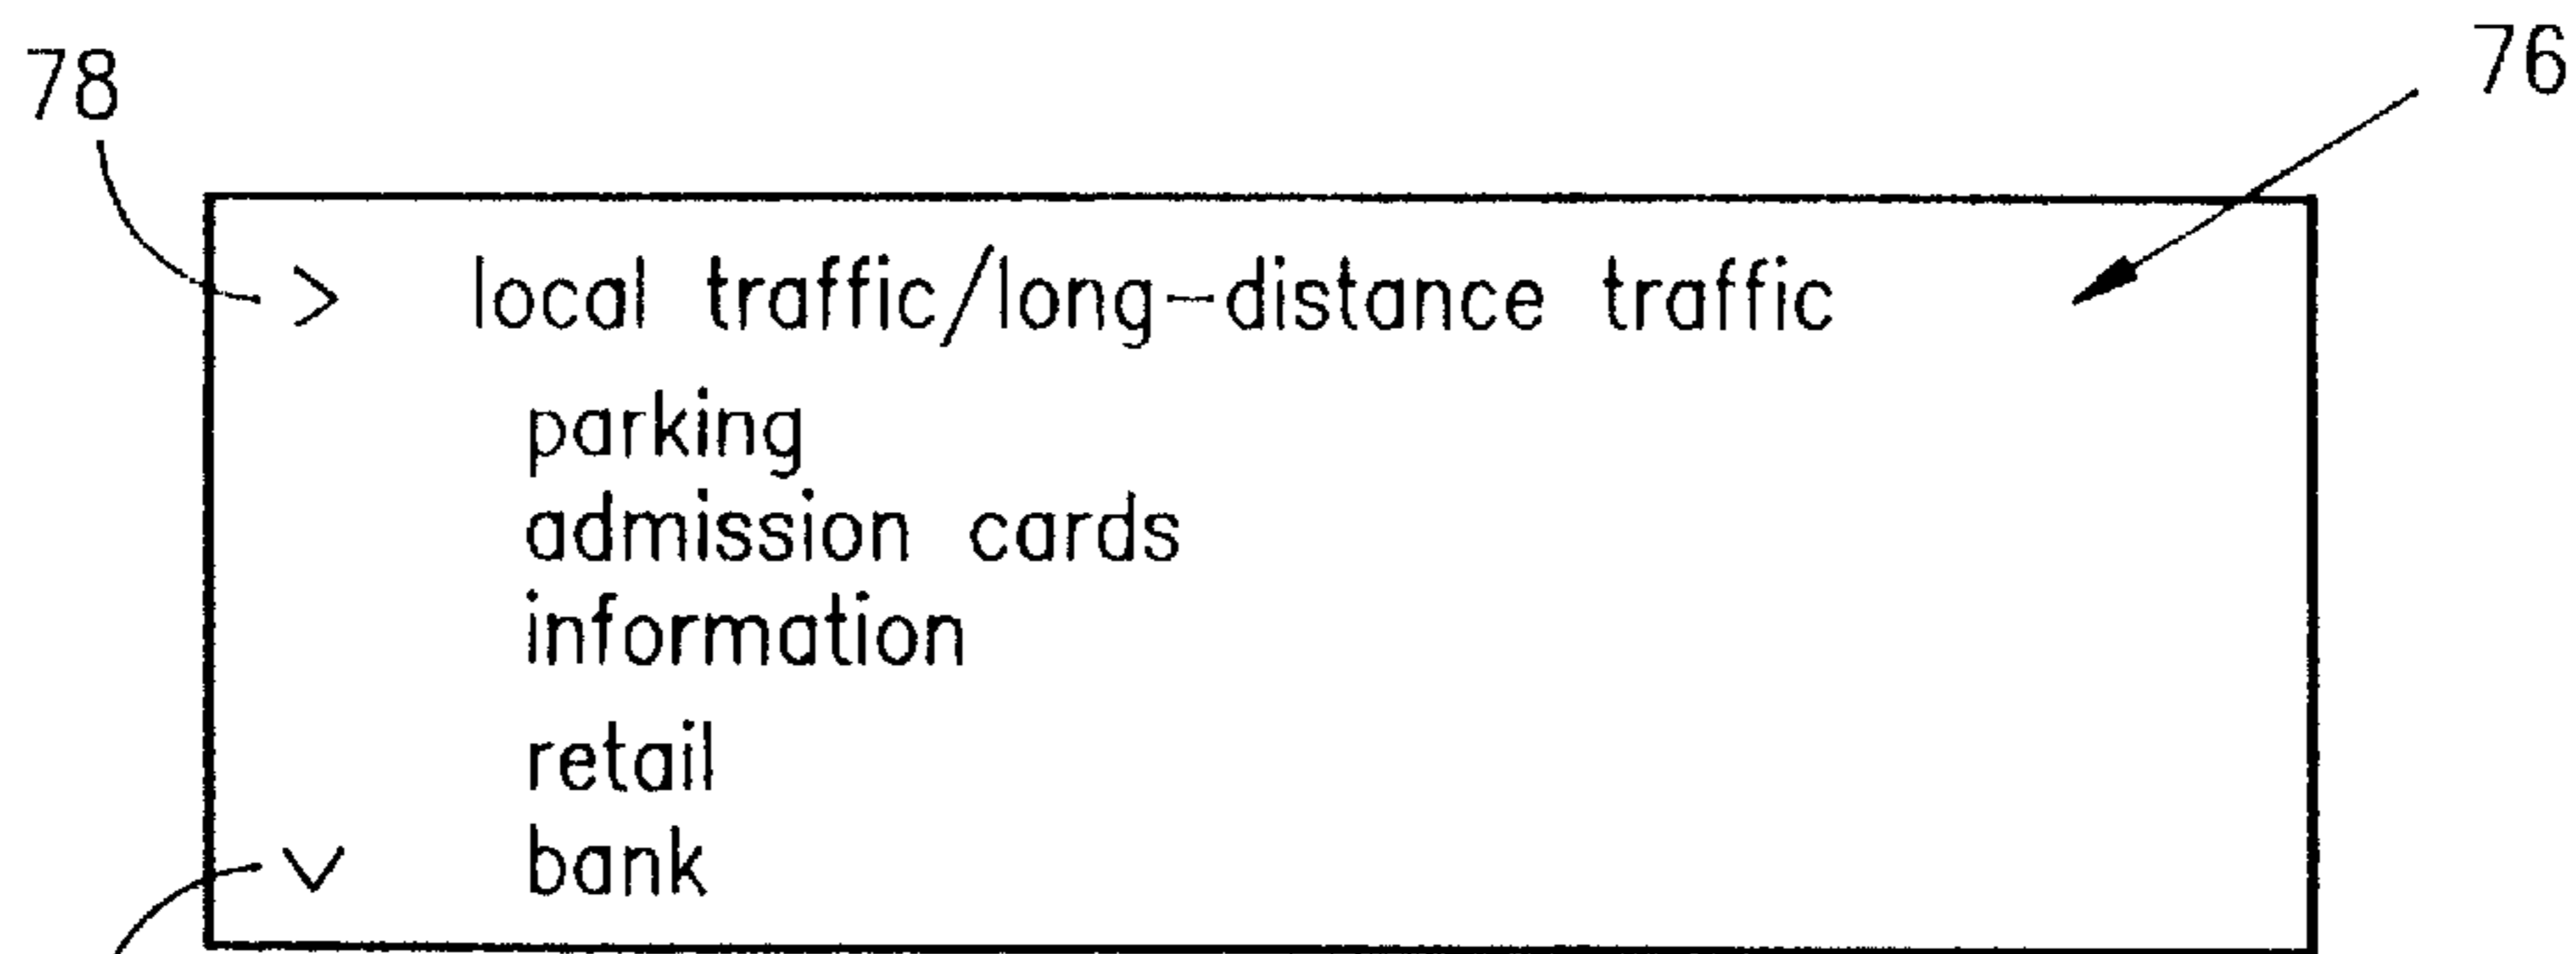 78
76
> local traffic/long-distance traffic
parking
admission cards
information
retail
bank